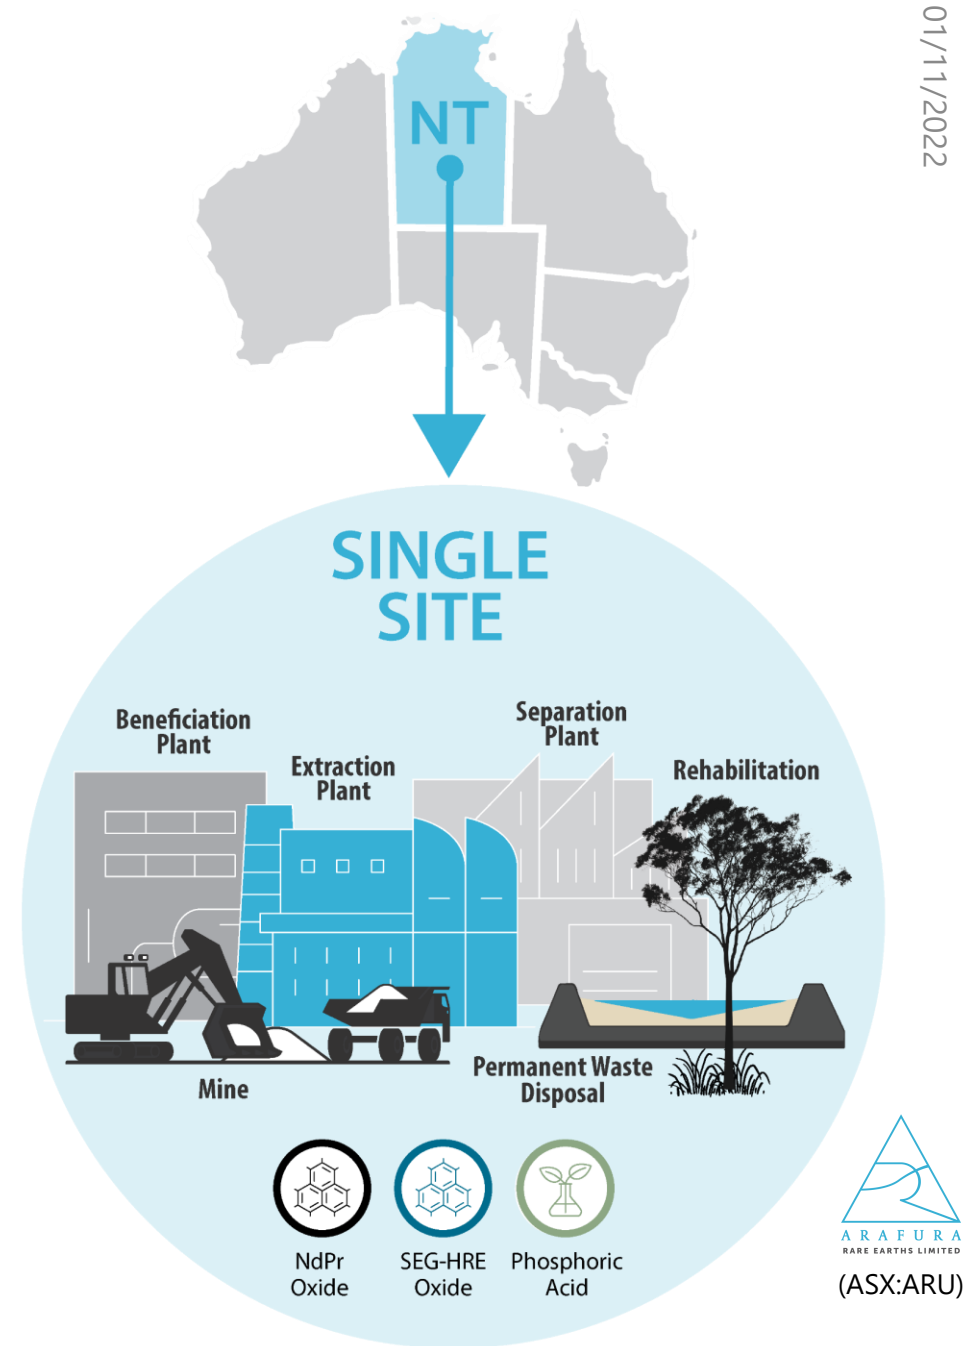 01/11/2022
NT
SINGLE
SITE
Beneficiation
Plant
Extraction
Plant
Separation
Plant
Rehabilitation
Mine
Permanent Waste
Disposal
NdPr
Oxide
SEG-HRE
Oxide
Phosphoric
Acid
ARAFURA
RARE EARTHS LIMITED
(ASX:ARU)